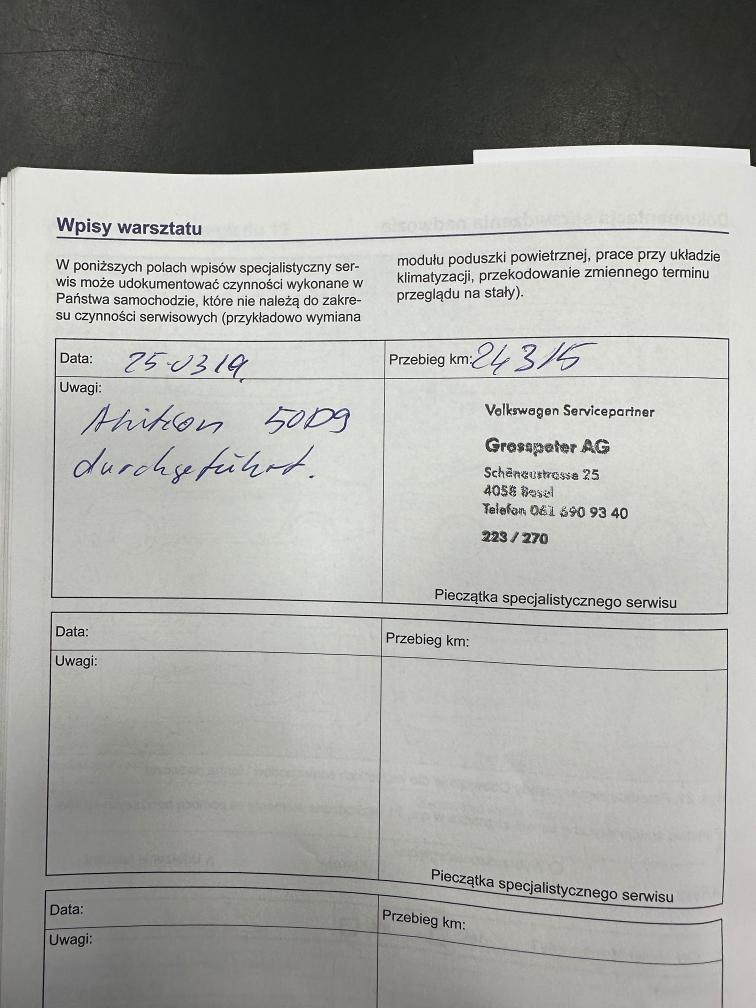 Wpisy warsztatu
W poniższych polach wpisów specjalistyczny ser-
wis może udokumentować czynności wykonane w
Państwa samochodzie, które nie należą do zakre-
su czynności serwisowych (przykładowo wymiana
modułu poduszki powietrznej, prace przy układzie
klimatyzacji, przekodowanie zmiennego terminu
przeglądu na stały).
Data: 25.03.19
Przebieg km: 24315
Uwagi:
Aktion 50D9
durchgeführt.
Volkswagen Servicepartner
Grosspeter AG
Schönaustrasse 25
4058 Basel
Telefon 061 690 93 40
223 / 270
Pieczątka specjalistycznego serwisu
Data:
Przebieg km:
Uwagi:
Pieczątka specjalistycznego serwisu
Data:
Przebieg km:
Uwagi: